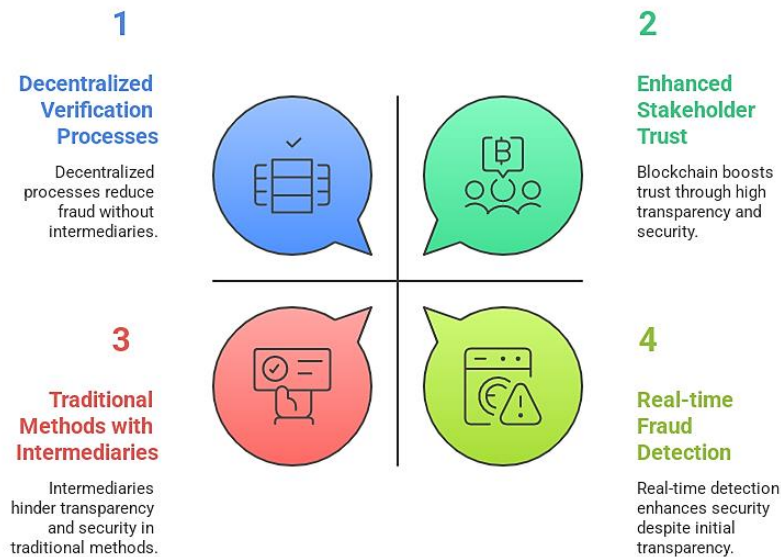 1
Decentralized
Verification
Processes
Decentralized
processes reduce
fraud without
intermediaries.
2
Enhanced
Stakeholder
Trust
Blockchain boosts
trust through high
transparency and
security.
3
Traditional
Methods with
Intermediaries
Intermediaries
hinder transparency
and security in
traditional methods.
4
Real-time
Fraud
Detection
Real-time detection
enhances security
despite initial
transparency.